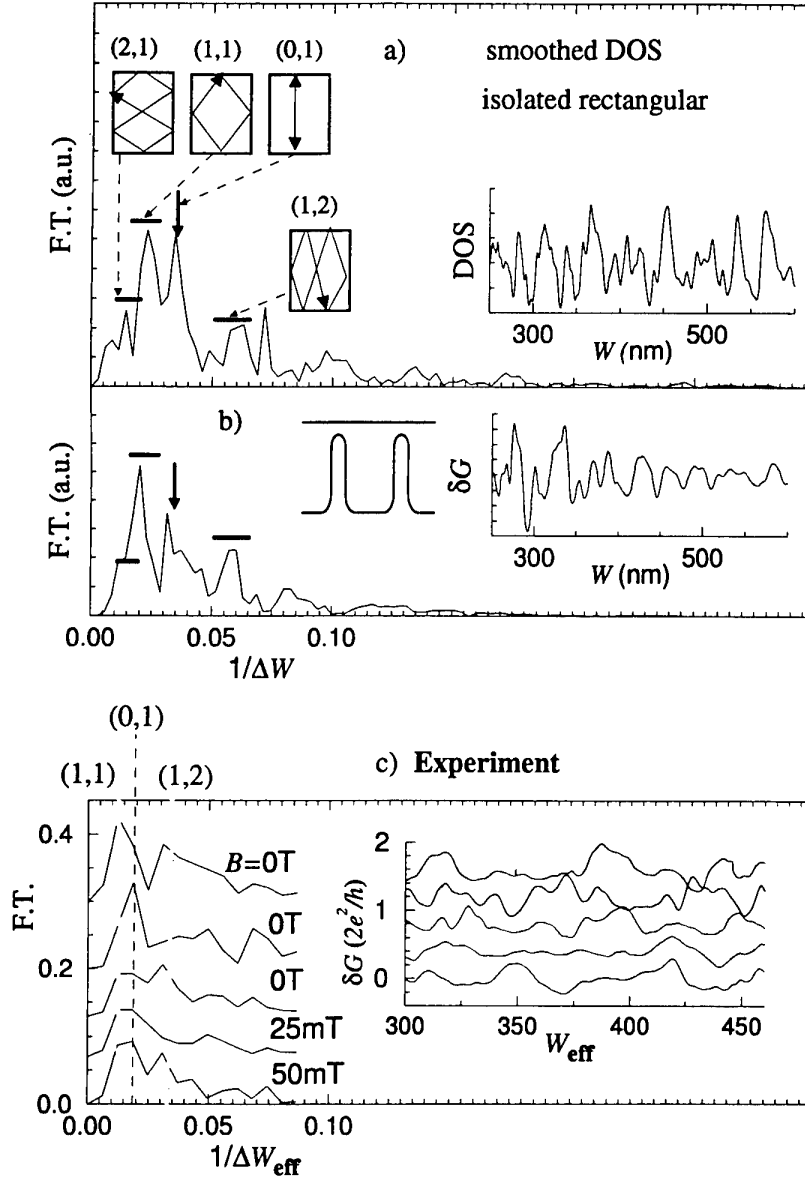 (2,1) (1,1) (0,1) a) smoothed DOS
isolated rectangular
F.T. (a.u.)
(1,2)
DOS
300 500
W (nm)
b)
F.T. (a.u.)
δG
300 500
W (nm)
0.00 0.05 0.10
1/ΔW
(0,1)
(1,1) (1,2) c) Experiment
0.4
B=0T
0T
0.2
0T
25mT
50mT
0.0
F.T.
0.00 0.05 0.10
1/ΔWeff
2
1
0
δG (2e²/h)
300 350 400 450
Weff